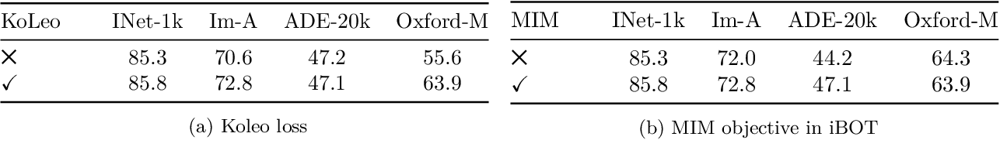 KoLeo INet-1k Im-A ADE-20k Oxford-M
✕ 85.3 70.6 47.2 55.6
✓ 85.8 72.8 47.1 63.9
(a) Koleo loss
MIM INet-1k Im-A ADE-20k Oxford-M
✕ 85.3 72.0 44.2 64.3
✓ 85.8 72.8 47.1 63.9
(b) MIM objective in iBOT